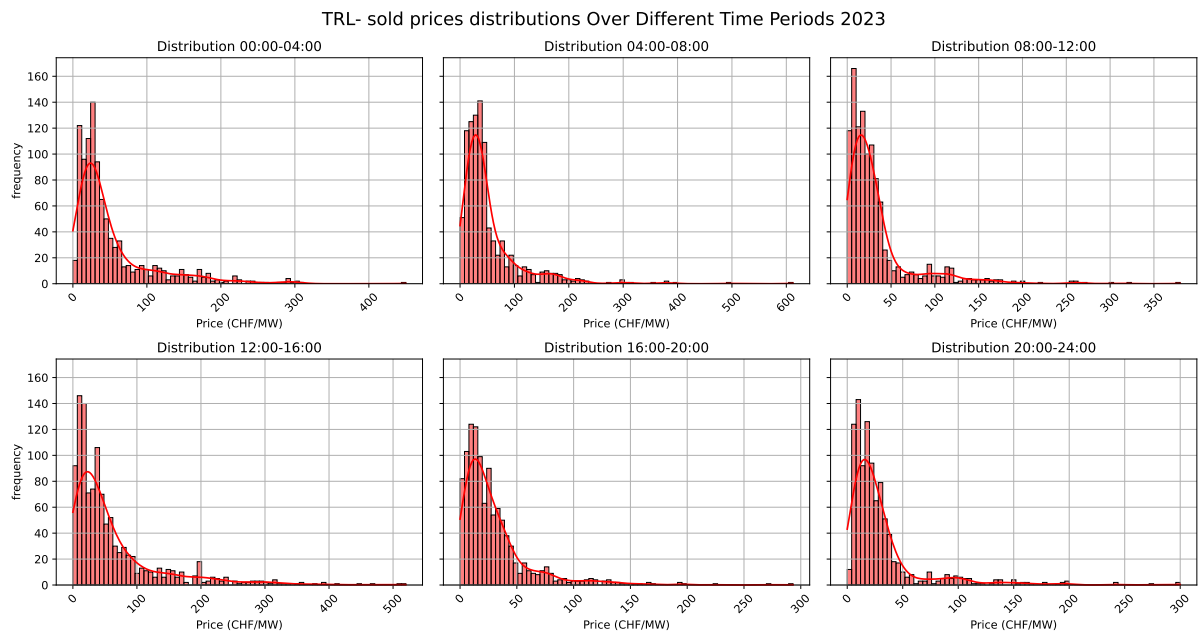 TRL- sold prices distributions Over Different Time Periods 2023
Distribution 00:00-04:00
Distribution 04:00-08:00
Distribution 08:00-12:00
frequency
160
140
120
100
80
60
40
20
0
0 100 200 300 400
0 100 200 300 400 500 600
0 50 100 150 200 250 300 350
Price (CHF/MW)
Price (CHF/MW)
Price (CHF/MW)
Distribution 12:00-16:00
Distribution 16:00-20:00
Distribution 20:00-24:00
frequency
160
140
120
100
80
60
40
20
0
0 100 200 300 400 500
0 50 100 150 200 250 300
0 50 100 150 200 250 300
Price (CHF/MW)
Price (CHF/MW)
Price (CHF/MW)